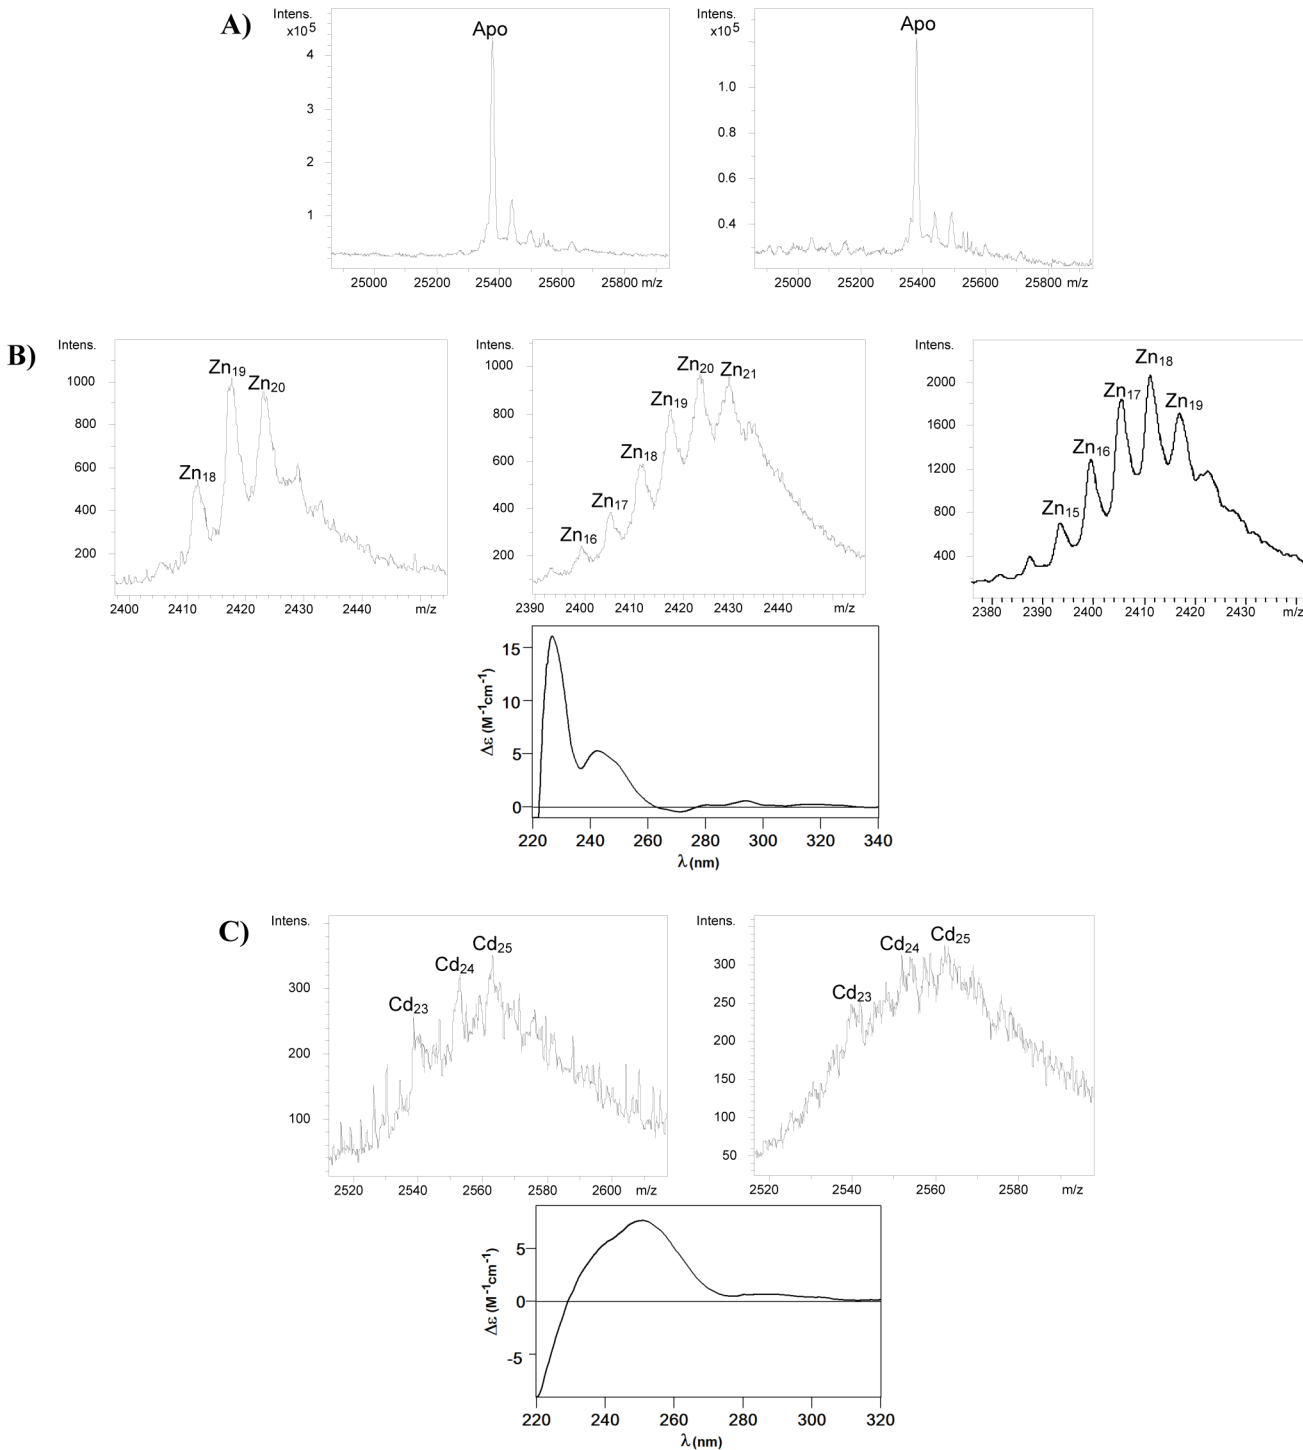 A)
Intens.
x10⁵
Apo
4
3
2
1
25000 25200 25400 25600 25800 m/z
Intens.
x10⁵
Apo
1.0
0.8
0.6
0.4
25000 25200 25400 25600 25800 m/z
B)
Intens.
Zn₁₉
Zn₂₀
Zn₁₈
1000
800
600
400
200
2400 2410 2420 2430 2440 m/z
Intens.
Zn₂₀
Zn₂₁
Zn₁₉
Zn₁₈
Zn₁₇
Zn₁₆
1000
800
600
400
200
2390 2400 2410 2420 2430 2440 m/z
Intens.
Zn₁₈
Zn₁₇
Zn₁₉
Zn₁₆
Zn₁₅
2000
1600
1200
800
400
2380 2390 2400 2410 2420 2430 m/z
Δε (M⁻¹cm⁻¹)
15
10
5
0
220 240 260 280 300 320 340
λ (nm)
C)
Intens.
Cd₂₅
Cd₂₄
Cd₂₃
300
200
100
2520 2540 2560 2580 2600 m/z
Intens.
Cd₂₅
Cd₂₄
Cd₂₃
300
250
200
150
100
50
2520 2540 2560 2580 m/z
Δε (M⁻¹cm⁻¹)
5
0
-5
220 240 260 280 300 320
λ (nm)